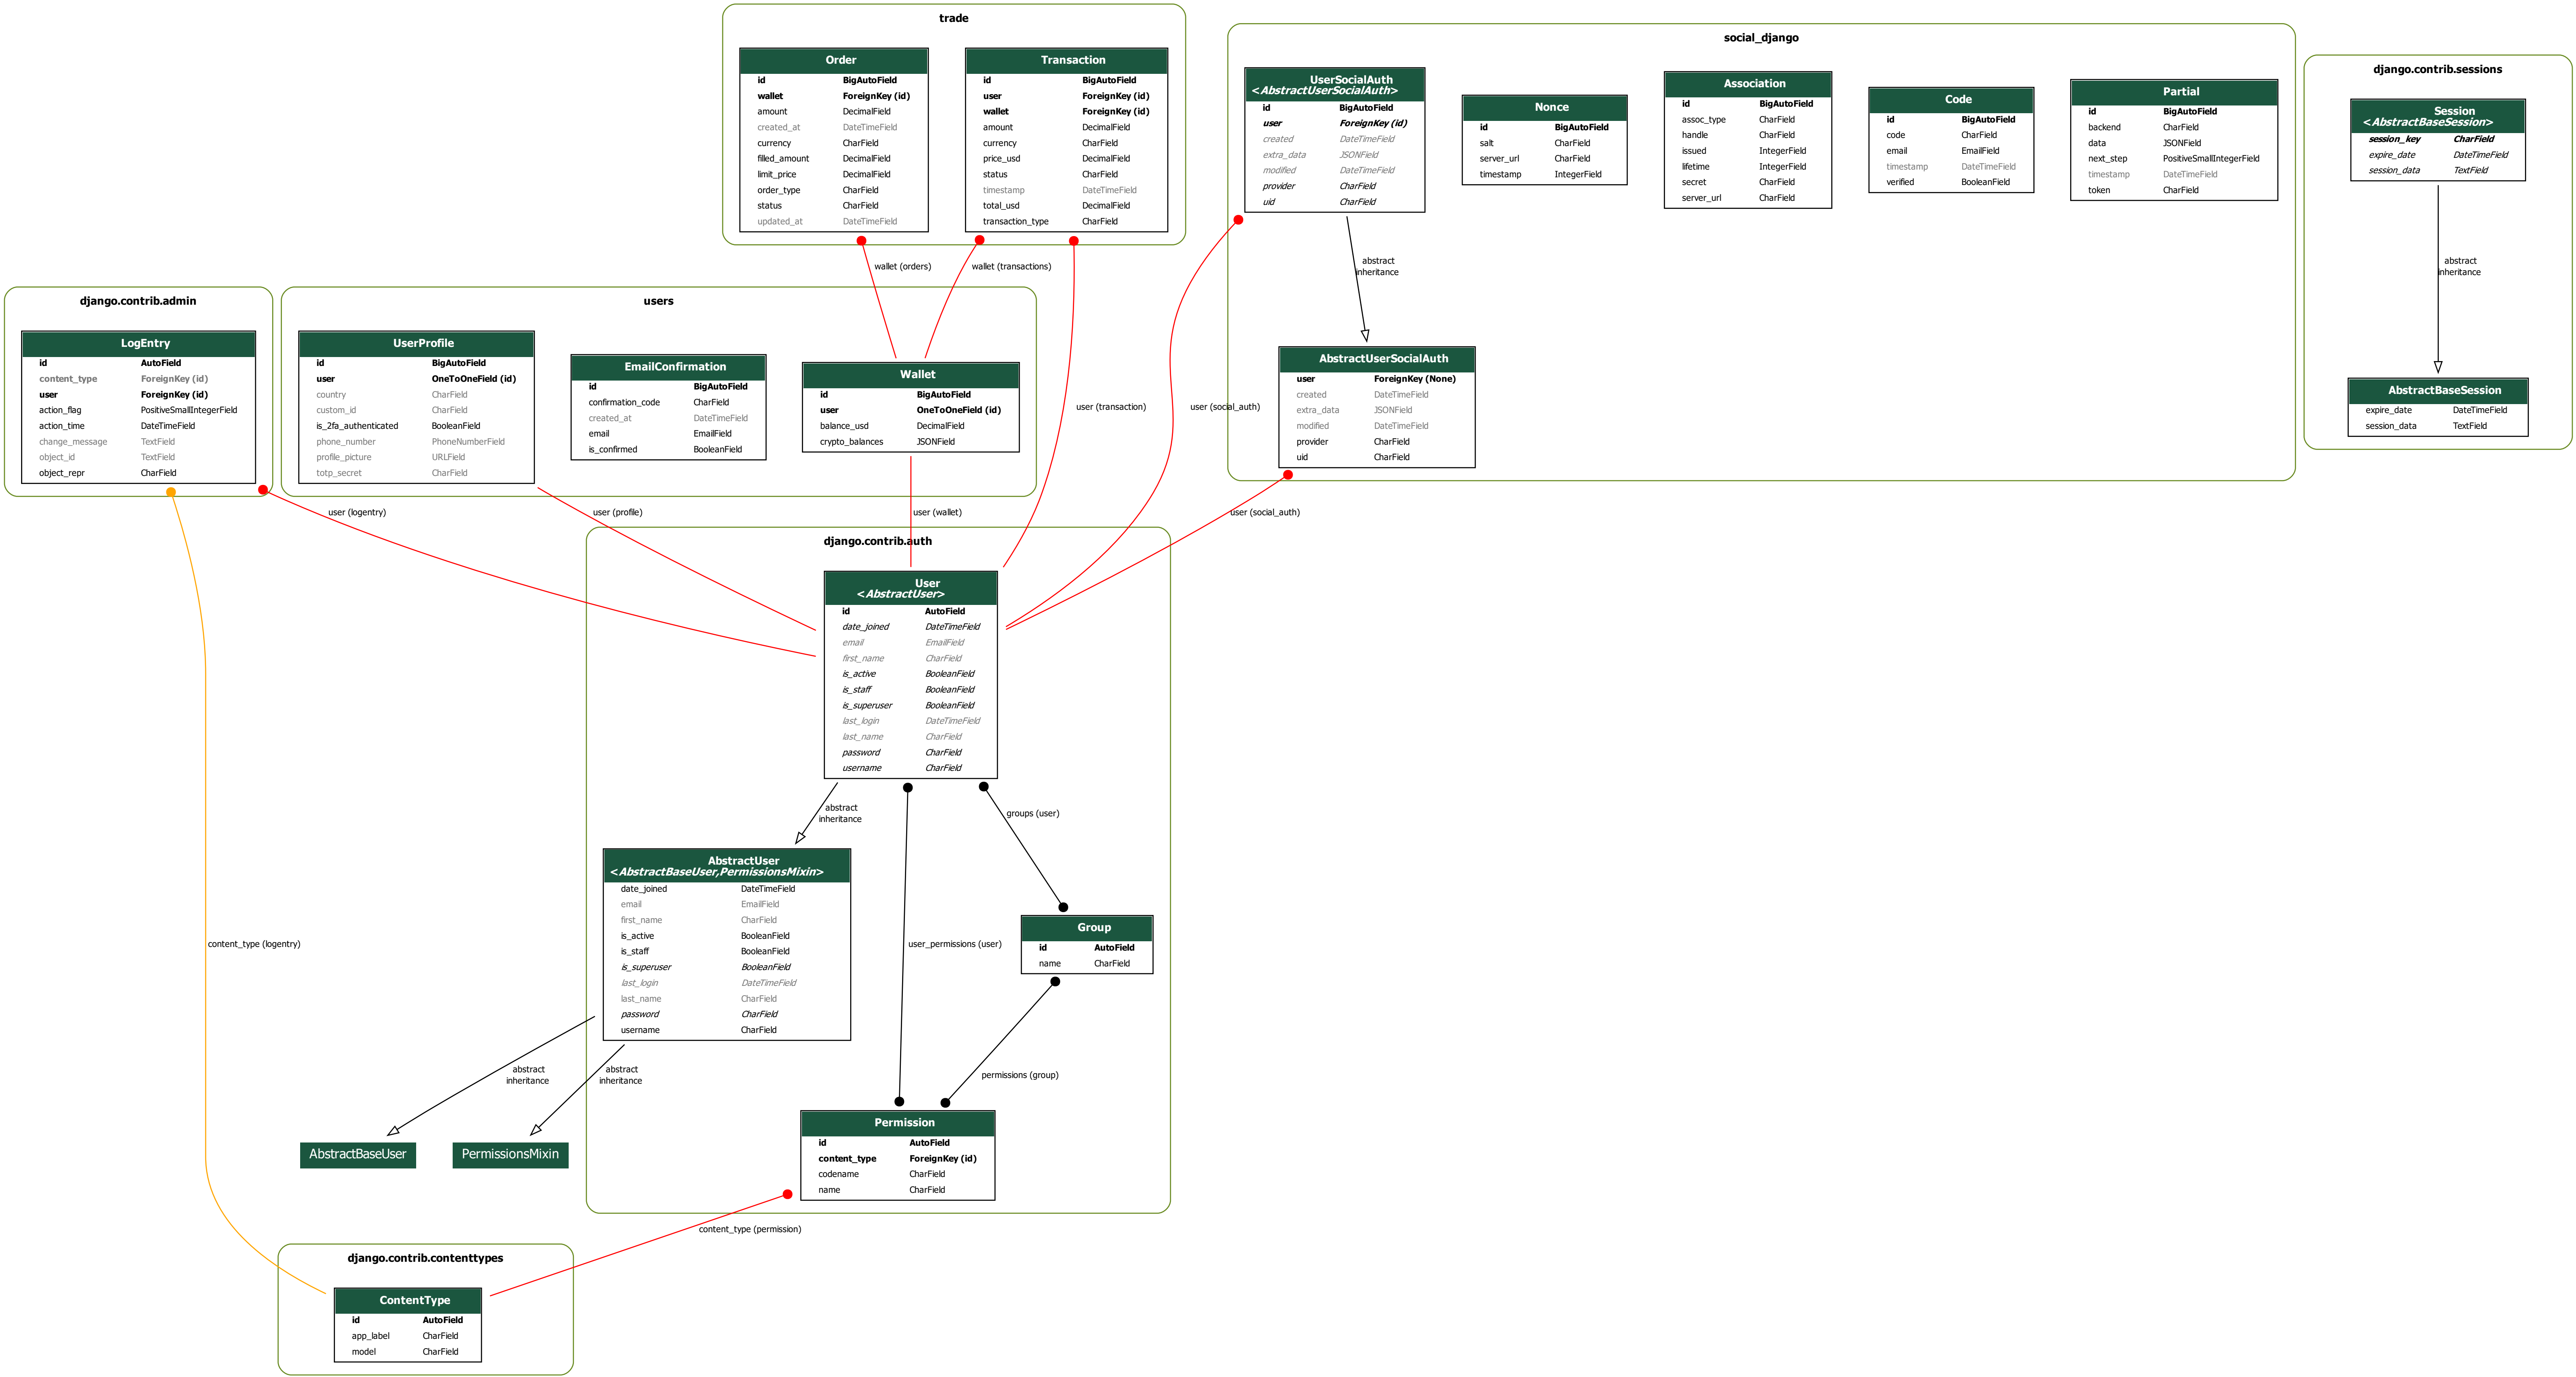 trade
Order
id BigAutoField
wallet ForeignKey (id)
amount DecimalField
created_at DateTimeField
currency CharField
filled_amount DecimalField
limit_price DecimalField
order_type CharField
status CharField
updated_at DateTimeField
Transaction
id BigAutoField
user ForeignKey (id)
wallet ForeignKey (id)
amount DecimalField
currency CharField
price_usd DecimalField
status CharField
timestamp DateTimeField
total_usd DecimalField
transaction_type CharField
social_django
UserSocialAuth
<AbstractUserSocialAuth>
id BigAutoField
user ForeignKey (id)
created DateTimeField
extra_data JSONField
modified DateTimeField
provider CharField
uid CharField
Nonce
id BigAutoField
salt CharField
server_url CharField
timestamp IntegerField
Association
id BigAutoField
assoc_type CharField
handle CharField
issued IntegerField
lifetime IntegerField
secret CharField
server_url CharField
Code
id BigAutoField
code CharField
email EmailField
timestamp DateTimeField
verified BooleanField
Partial
id BigAutoField
backend CharField
data JSONField
next_step PositiveSmallIntegerField
timestamp DateTimeField
token CharField
django.contrib.sessions
Session
<AbstractBaseSession>
session_key CharField
expire_date DateTimeField
session_data TextField
wallet (orders)
wallet (transactions)
abstract
inheritance
abstract
inheritance
django.contrib.admin
LogEntry
id AutoField
content_type ForeignKey (id)
user ForeignKey (id)
action_flag PositiveSmallIntegerField
action_time DateTimeField
change_message TextField
object_id TextField
object_repr CharField
users
UserProfile
id BigAutoField
user OneToOneField (id)
country CharField
custom_id CharField
is_2fa_authenticated BooleanField
phone_number PhoneNumberField
profile_picture URLField
totp_secret CharField
EmailConfirmation
id BigAutoField
confirmation_code CharField
created_at DateTimeField
email EmailField
is_confirmed BooleanField
Wallet
id BigAutoField
user OneToOneField (id)
balance_usd DecimalField
crypto_balances JSONField
user (transaction)
user (social_auth)
AbstractUserSocialAuth
user ForeignKey (None)
created DateTimeField
extra_data JSONField
modified DateTimeField
provider CharField
uid CharField
AbstractBaseSession
expire_date DateTimeField
session_data TextField
user (logentry)
user (profile)
user (wallet)
user (social_auth)
django.contrib.auth
User
<AbstractUser>
id AutoField
date_joined DateTimeField
email EmailField
first_name CharField
is_active BooleanField
is_staff BooleanField
is_superuser BooleanField
last_login DateTimeField
last_name CharField
password CharField
username CharField
abstract
inheritance
groups (user)
AbstractUser
<AbstractBaseUser,PermissionsMixin>
date_joined DateTimeField
email EmailField
first_name CharField
is_active BooleanField
is_staff BooleanField
is_superuser BooleanField
last_login DateTimeField
last_name CharField
password CharField
username CharField
content_type (logentry)
user_permissions (user)
Group
id AutoField
name CharField
abstract
inheritance
abstract
inheritance
permissions (group)
AbstractBaseUser
PermissionsMixin
Permission
id AutoField
content_type ForeignKey (id)
codename CharField
name CharField
content_type (permission)
django.contrib.contenttypes
ContentType
id AutoField
app_label CharField
model CharField